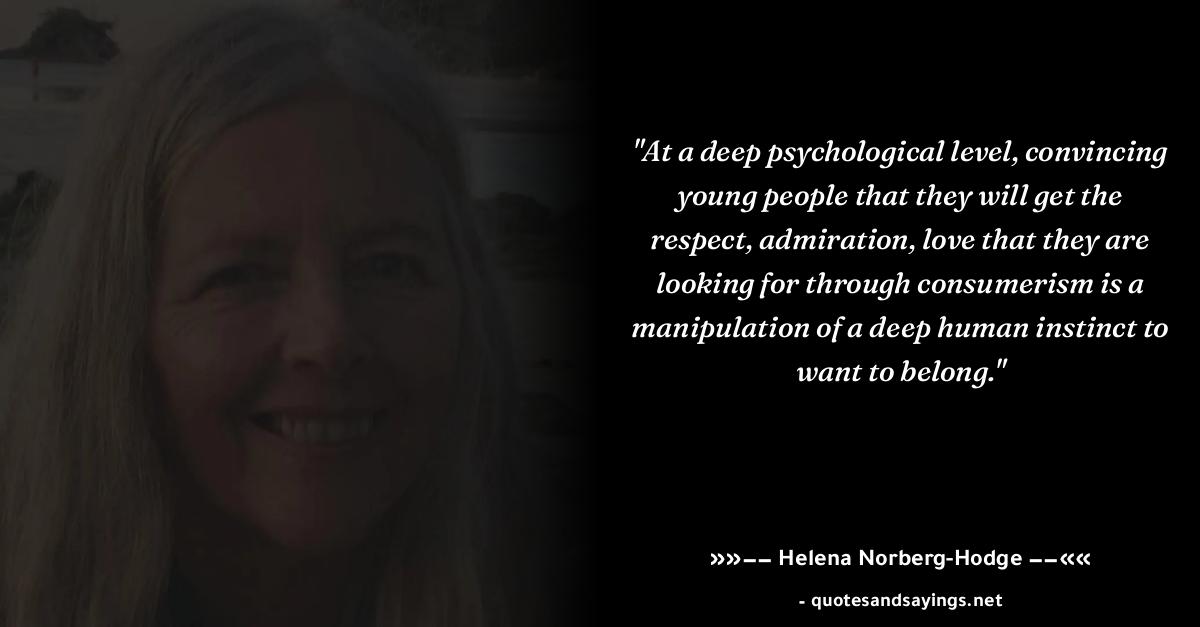 "At a deep psychological level, convincing
young people that they will get the
respect, admiration, love that they are
looking for through consumerism is a
manipulation of a deep human instinct to
want to belong."
»»−− Helena Norberg-Hodge −−««
- quotesandsayings.net